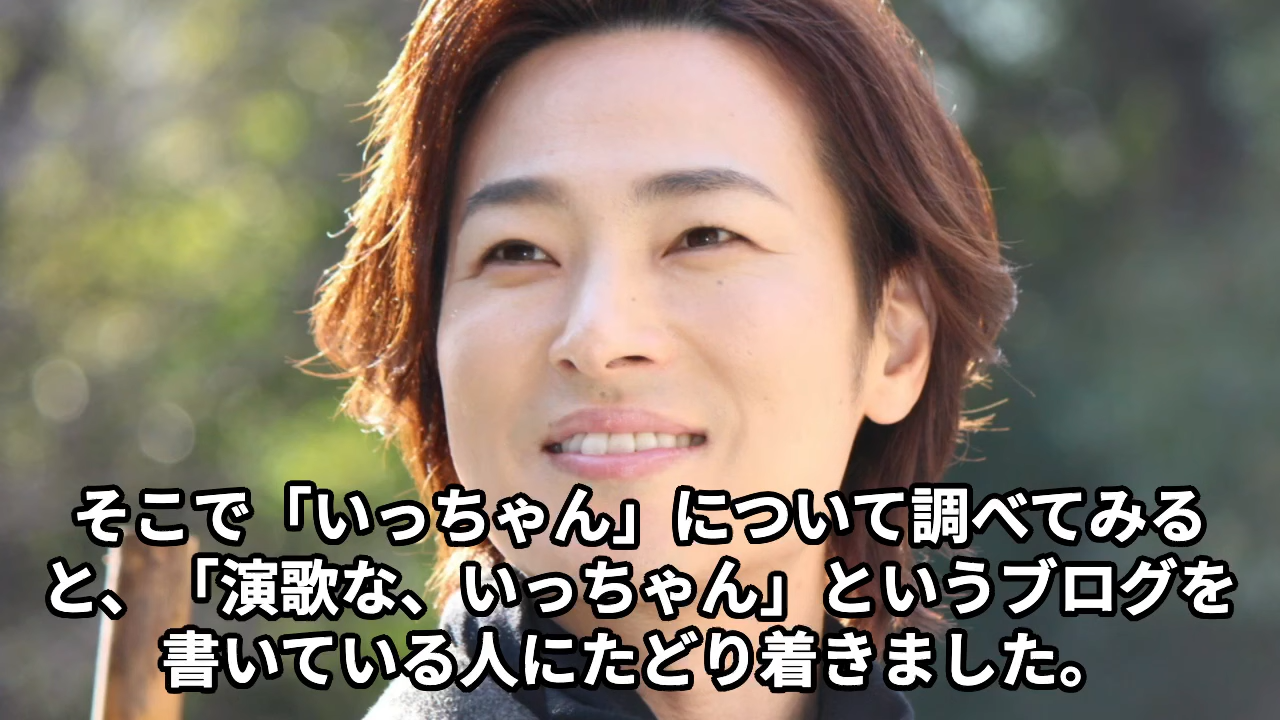 そこで「いっちゃん」について調べてみる
と、「演歌な、いっちゃん」というブログを
書いている人にたどり着きました。